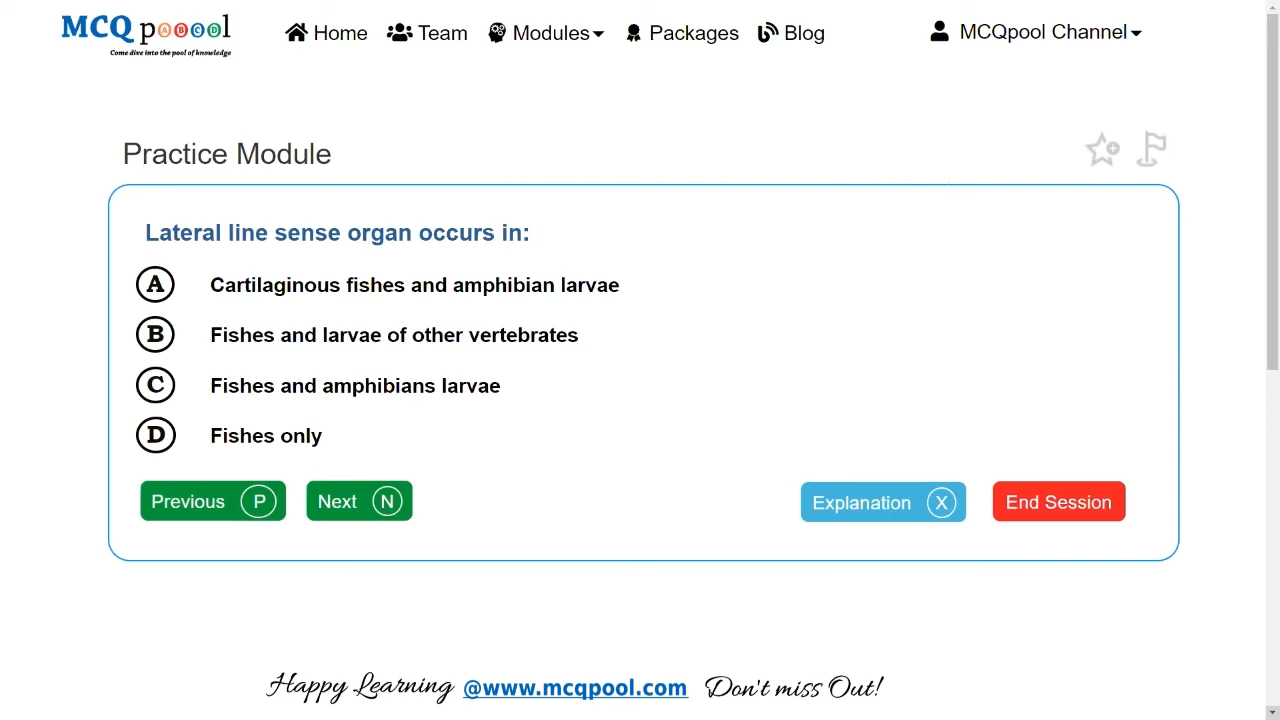 MCQ pooool
A B C D
Come dive into the pool of knowledge
Home Team Modules Packages Blog MCQpool Channel
Practice Module
Lateral line sense organ occurs in:
A Cartilaginous fishes and amphibian larvae
B Fishes and larvae of other vertebrates
C Fishes and amphibians larvae
D Fishes only
Previous P Next N Explanation X End Session
Happy Learning @www.mcqpool.com Don't miss Out!